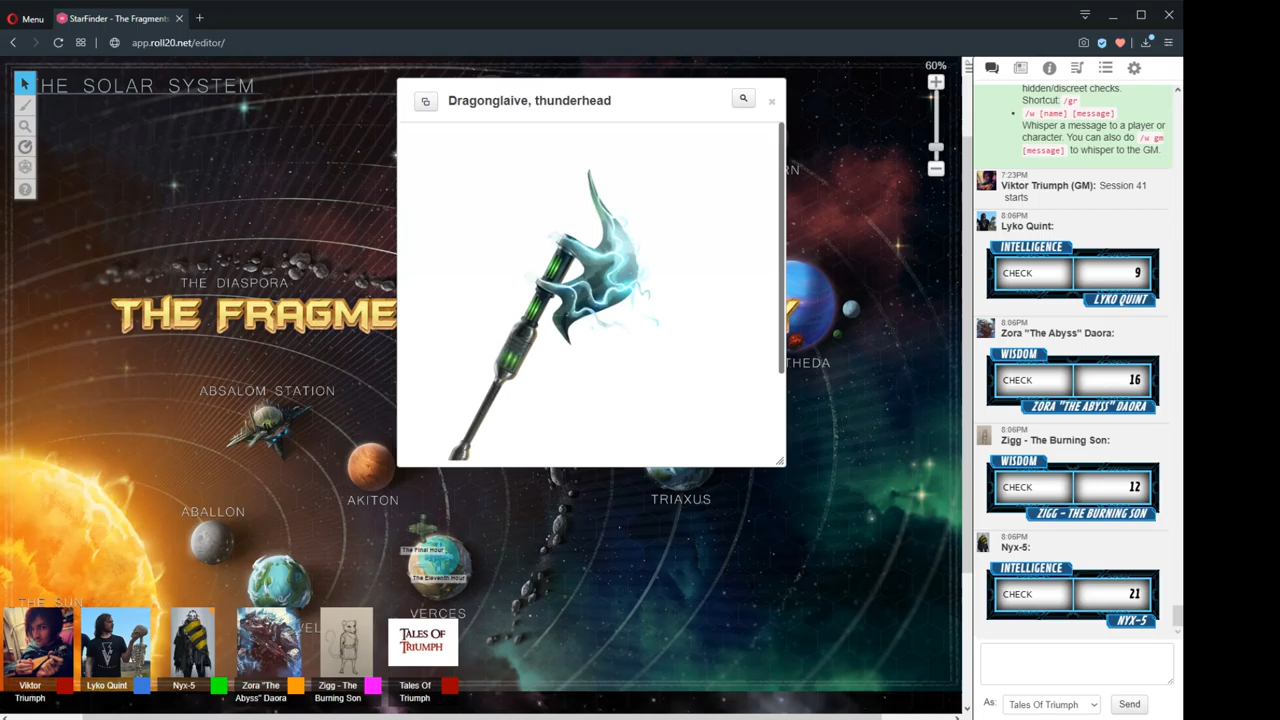 Menu
StarFinder - The Fragments
app.roll20.net/editor/
THE SOLAR SYSTEM
60%
Dragonglaive, thunderhead
THE DIASPORA
THE FRAGME
ABSALOM STATION
AKITON
ABALLON
THE SUN
The Final Hour
The Eleventh Hour
VERCES
TRIAXUS
THEDA
TALES OF
TRIUMPH
Viktor
Triumph
Lyko Quint
Nyx-5
Zora "The
Abyss" Daora
Zigg - The
Burning Son
Tales Of
Triumph
hidden/discreet checks.
Shortcut: /gr
/w [name] [message]
Whisper a message to a player or
character. You can also do /w gm
[message] to whisper to the GM.
7:23PM
Viktor Triumph (GM): Session 41
starts
8:06PM
Lyko Quint:
INTELLIGENCE
CHECK 9
LYKO QUINT
8:06PM
Zora "The Abyss" Daora:
WISDOM
CHECK 16
ZORA "THE ABYSS" DAORA
8:06PM
Zigg - The Burning Son:
WISDOM
CHECK 12
ZIGG - THE BURNING SON
8:06PM
Nyx-5:
INTELLIGENCE
CHECK 21
NYX-5
As: Tales Of Triumph
Send